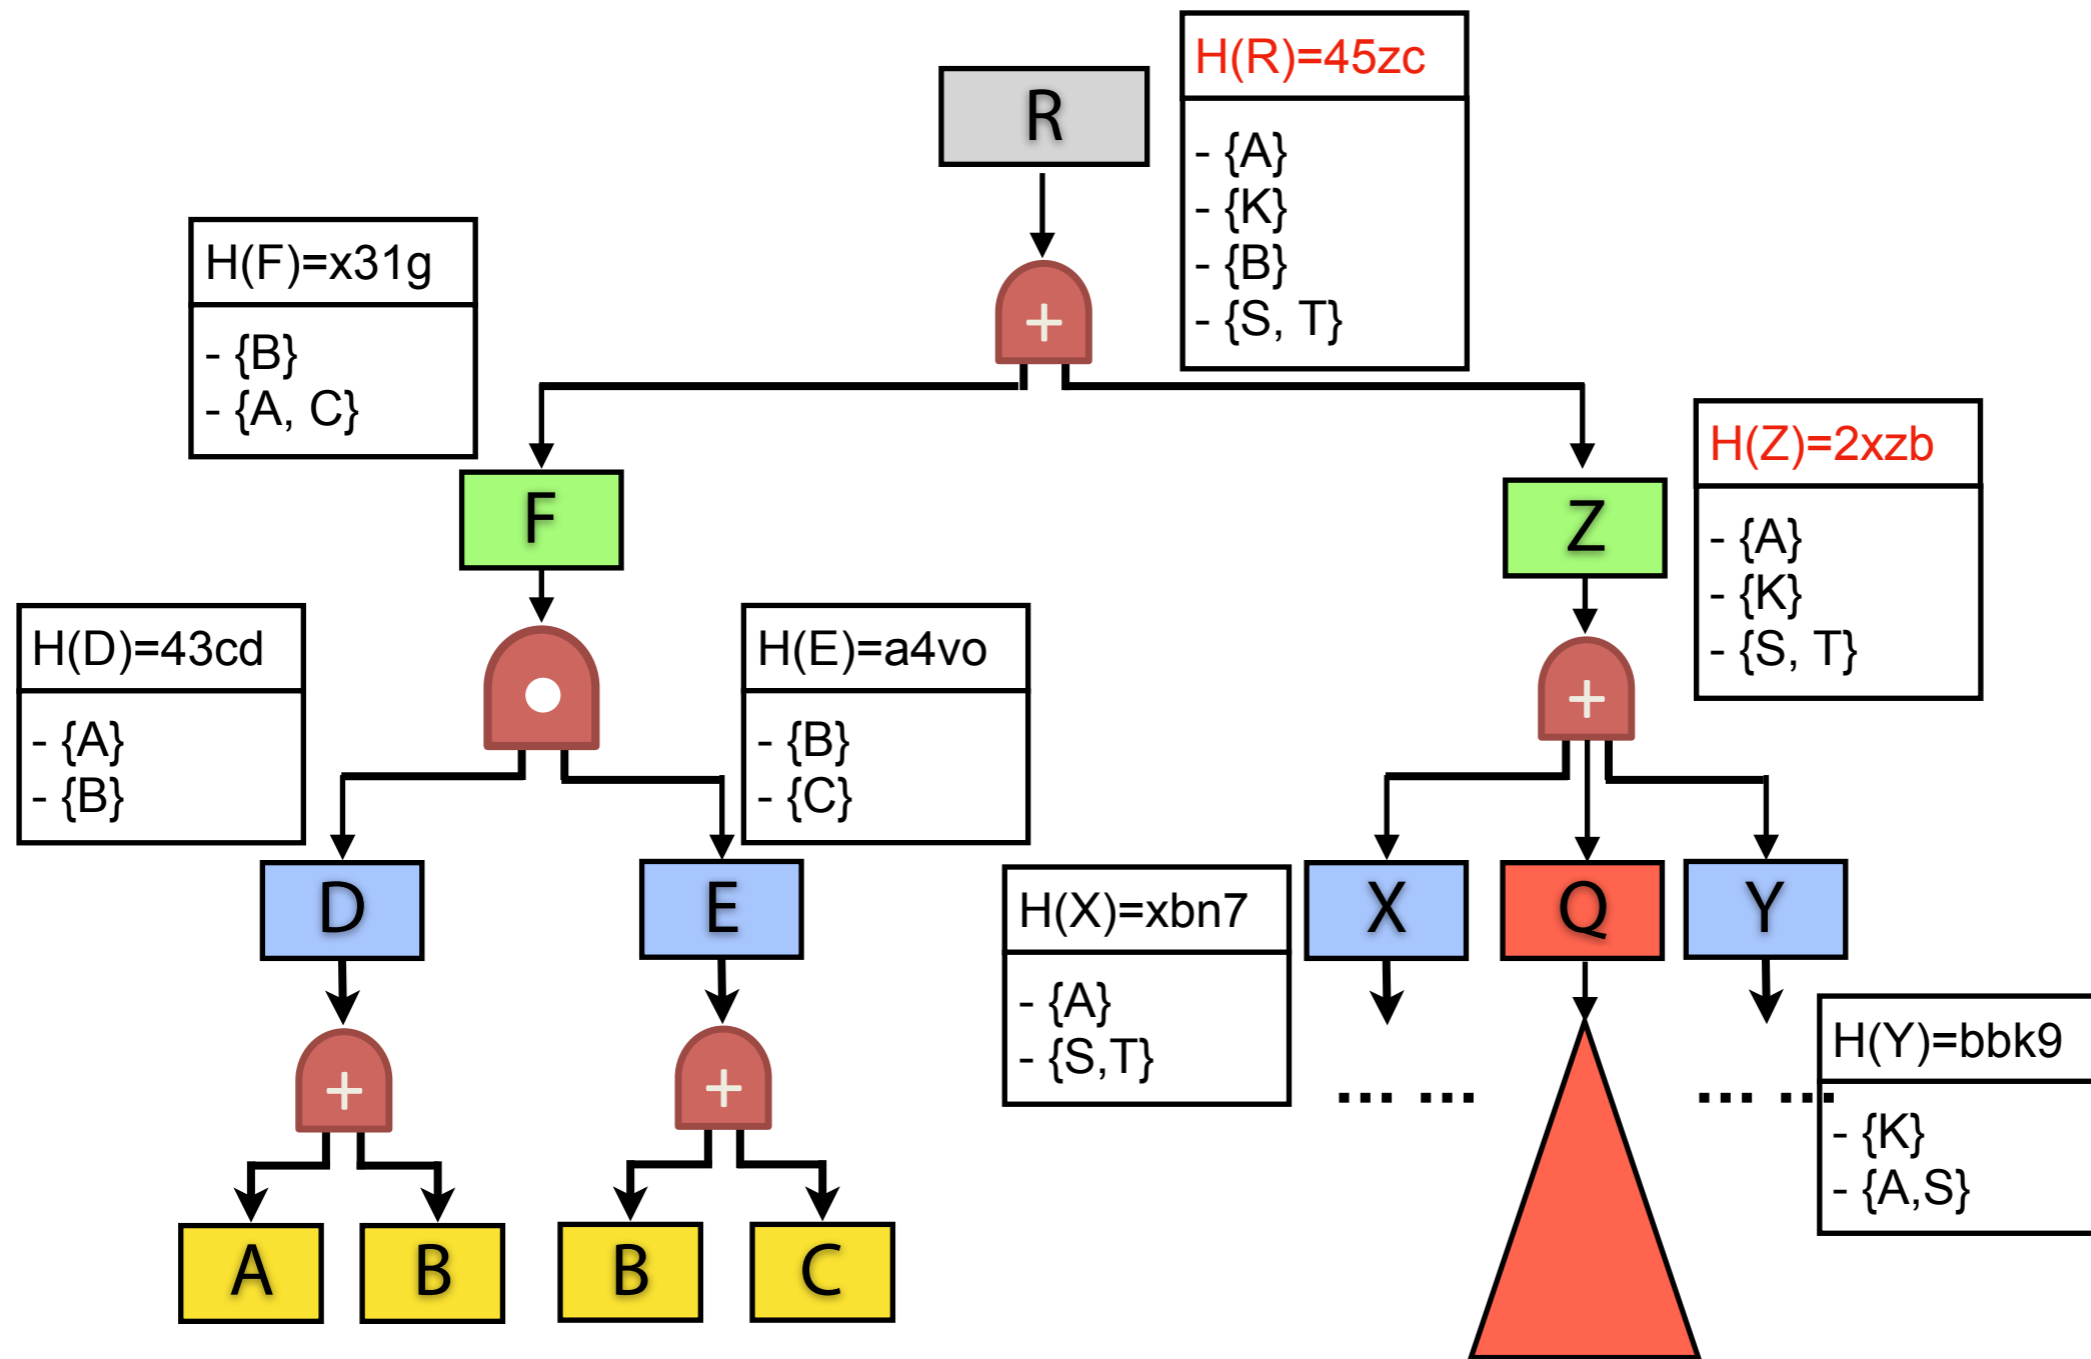 R
H(R)=45zc
- {A}
- {K}
- {B}
- {S, T}
+
H(F)=x31g
- {B}
- {A, C}
F
Z
H(Z)=2xzb
- {A}
- {K}
- {S, T}
+
H(D)=43cd
- {A}
- {B}
H(E)=a4vo
- {B}
- {C}
D
E
X
Q
Y
H(X)=xbn7
- {A}
- {S,T}
... ...
... ...
H(Y)=bbk9
- {K}
- {A,S}
+
+
A
B
B
C